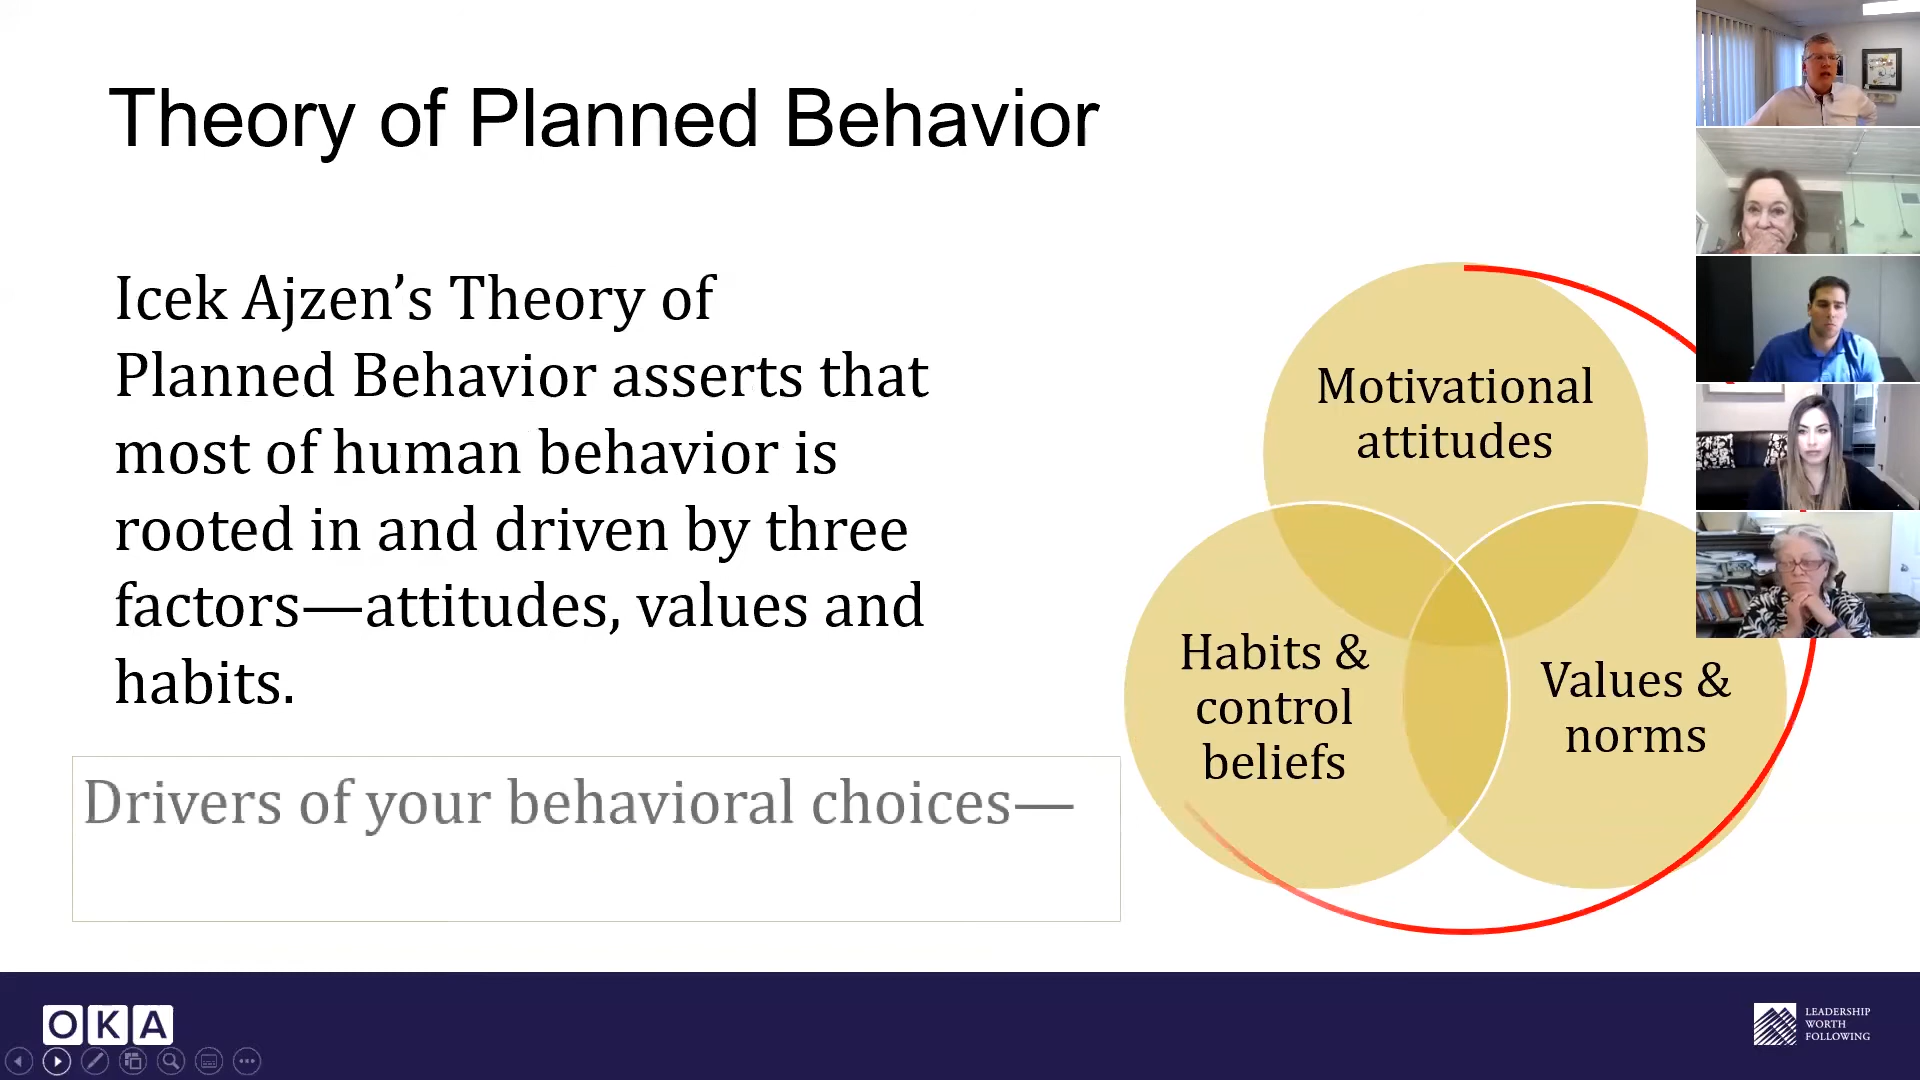 Theory of Planned Behavior
Icek Ajzen’s Theory of
Planned Behavior asserts that
most of human behavior is
rooted in and driven by three
factors—attitudes, values and
habits.
Drivers of your behavioral choices—
Motivational
attitudes
Habits &
control
beliefs
Values &
norms
OKA
LEADERSHIP
WORTH
FOLLOWING